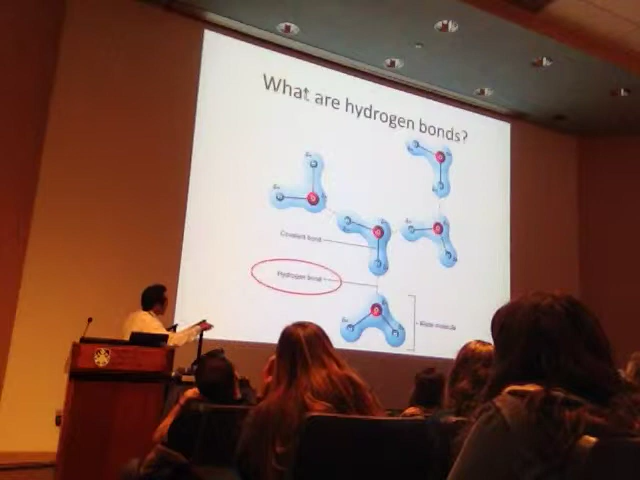 What are hydrogen bonds?
Covalent bond
Hydrogen bond
Water molecule